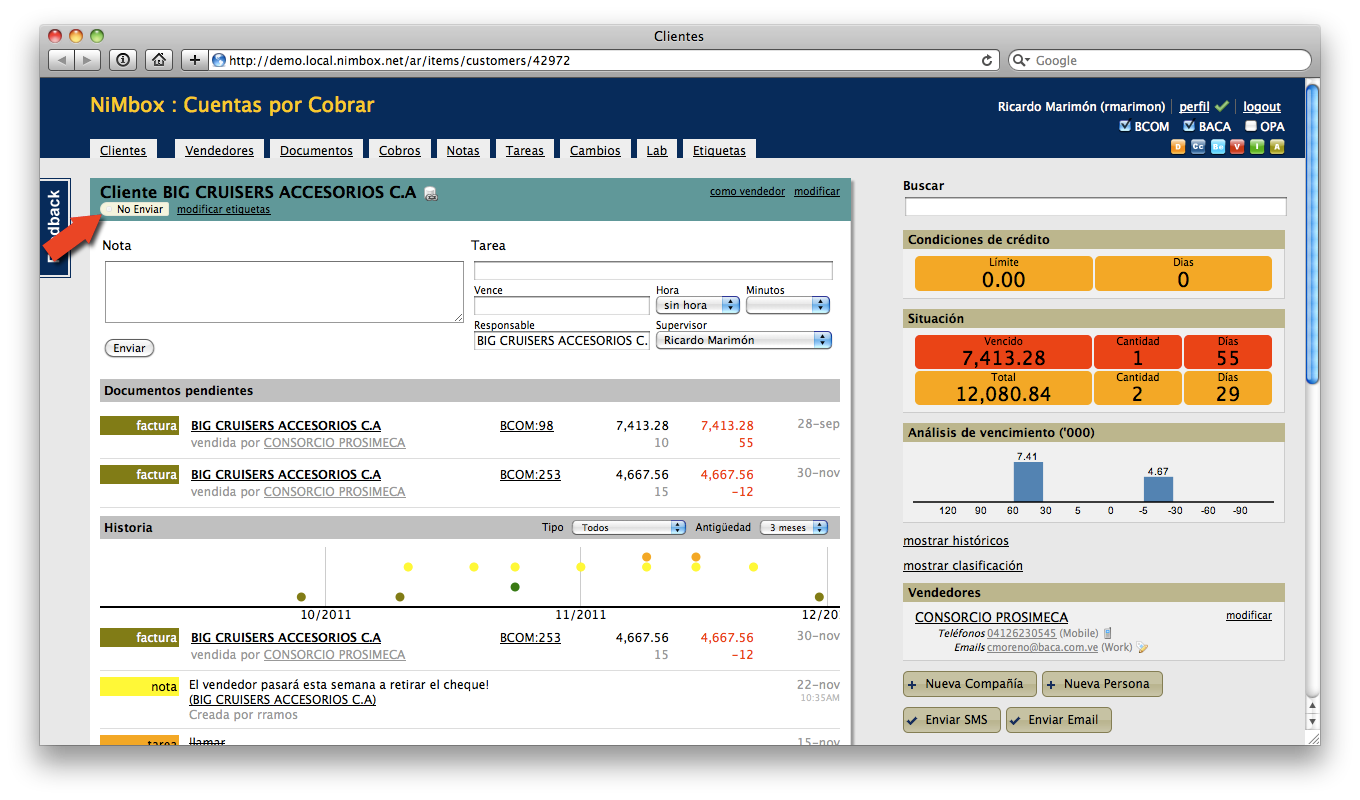 Clientes
http://demo.local.nimbox.net/ar/items/customers/42972
Google
NiMbox : Cuentas por Cobrar
Ricardo Marimón (rmarimon) perfil logout
BCOM BACA OPA
D Cc Be V I A
Clientes Vendedores Documentos Cobros Notas Tareas Cambios Lab Etiquetas
dback
Cliente BIG CRUISERS ACCESORIOS C.A como vendedor modificar
No Enviar modificar etiquetas
Nota Tarea
Vence Hora Minutos
sin hora
Responsable Supervisor
BIG CRUISERS ACCESORIOS C. Ricardo Marimón
Enviar
Documentos pendientes
factura BIG CRUISERS ACCESORIOS C.A BCOM:98 7,413.28 7,413.28 28-sep
vendida por CONSORCIO PROSIMECA 10 55
factura BIG CRUISERS ACCESORIOS C.A BCOM:253 4,667.56 4,667.56 30-nov
vendida por CONSORCIO PROSIMECA 15 -12
Historia Tipo Todos Antigüedad 3 meses
10/2011 11/2011 12/20
factura BIG CRUISERS ACCESORIOS C.A BCOM:253 4,667.56 4,667.56 30-nov
vendida por CONSORCIO PROSIMECA 15 -12
nota El vendedor pasará esta semana a retirar el cheque! 22-nov
(BIG CRUISERS ACCESORIOS C.A) 10:35AM
Creada por rramos
tarea llamar 15-nov
Buscar
Condiciones de crédito
Límite Dias
0.00 0
Situación
Vencido Cantidad Días
7,413.28 1 55
Total Cantidad Días
12,080.84 2 29
Análisis de vencimiento ('000)
7.41
4.67
120 90 60 30 5 0 -5 -30 -60 -90
mostrar históricos
mostrar clasificación
Vendedores
CONSORCIO PROSIMECA modificar
Teléfonos 04126230545 (Mobile)
Emails cmoreno@baca.com.ve (Work)
+ Nueva Compañía + Nueva Persona
Enviar SMS Enviar Email